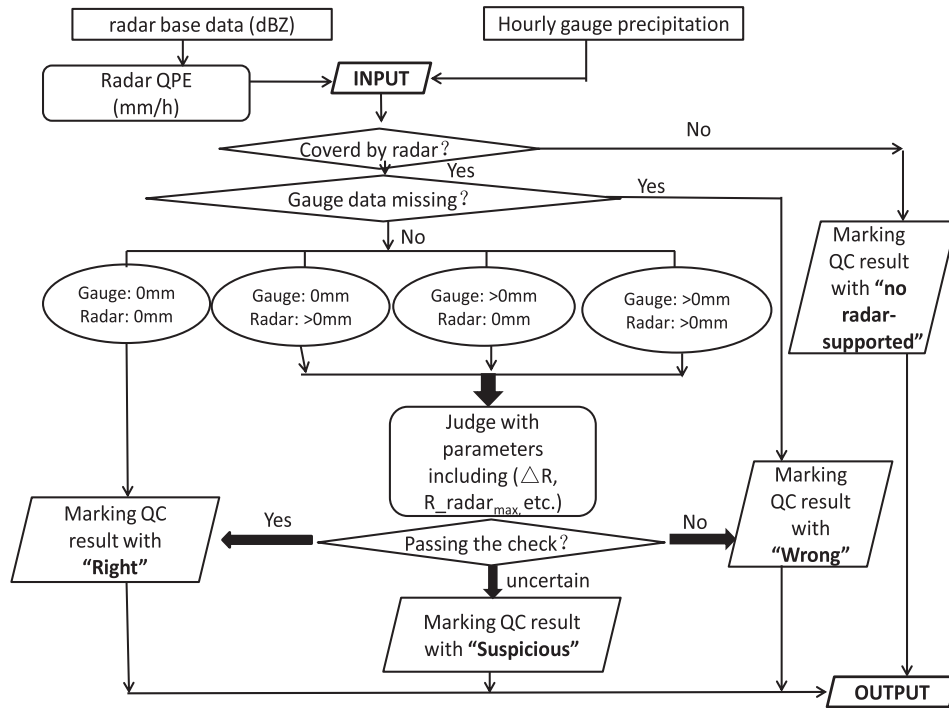 radar base data (dBZ)
Hourly gauge precipitation
Radar QPE
(mm/h)
INPUT
Coverd by radar?
No
Yes
Gauge data missing?
Yes
No
Gauge: 0mm
Radar: 0mm
Gauge: 0mm
Radar: >0mm
Gauge: >0mm
Radar: 0mm
Gauge: >0mm
Radar: >0mm
Marking
QC result
with “no
radar-
supported”
Judge with
parameters
including (△R,
R_radarmax, etc.)
Marking QC
result with
“Right”
Yes
Passing the check?
No
Marking
QC result
with
“Wrong”
uncertain
Marking QC result
with “Suspicious”
OUTPUT